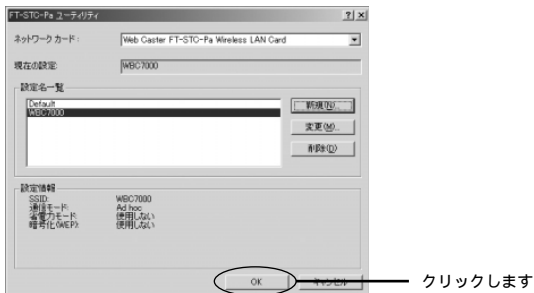 FT-STC-Pa ユーティリティ
ネットワーク カード:
Web Caster FT-STC-Pa Wireless LAN Card
現在の設定:
WBC7000
設定名一覧
Default
WBC7000
新規(N)...
変更(M)...
削除(D)
設定情報
SSID: WBC7000
通信モード: Ad hoc
省電力モード: 使用しない
暗号化(WEP): 使用しない
OK
キャンセル
クリックします